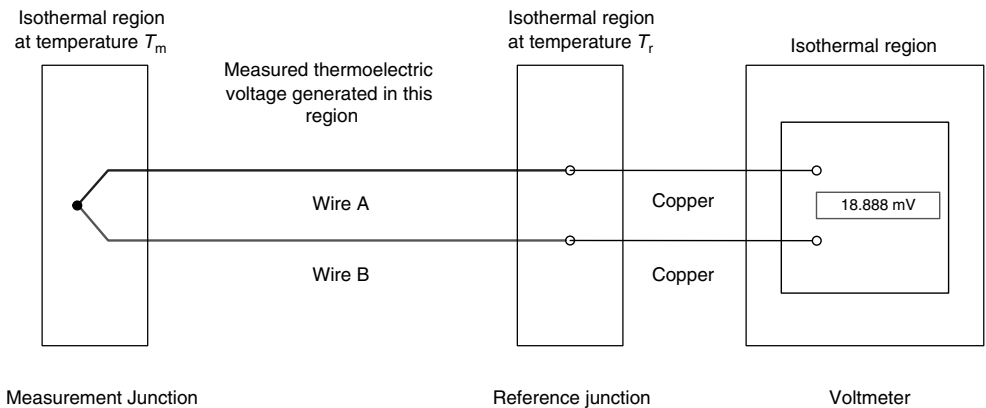 Isothermal region
at temperature Tm
Isothermal region
at temperature Tr
Isothermal region
Measured thermoelectric
voltage generated in this
region
Wire A
Copper
18.888 mV
Wire B
Copper
Measurement Junction
Reference junction
Voltmeter